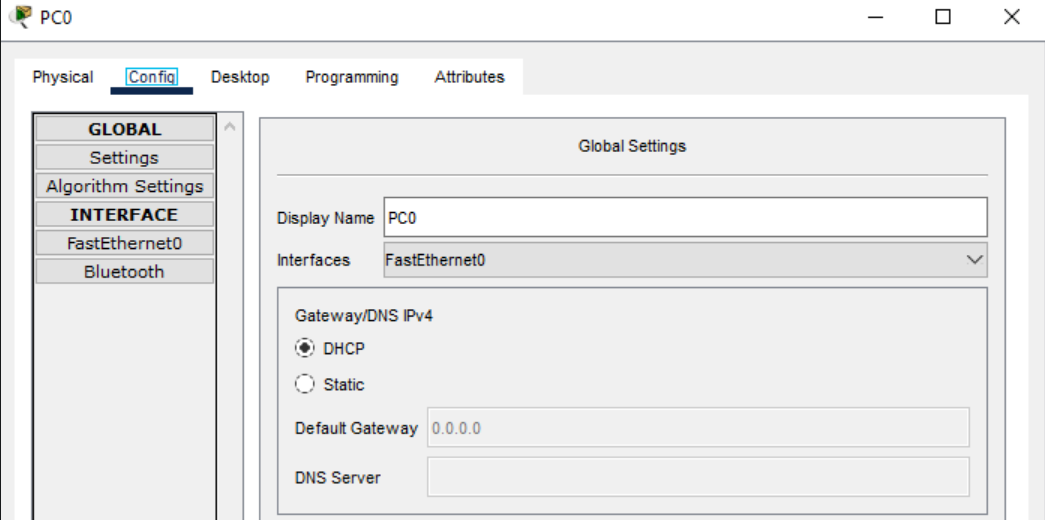 PC0
Physical Config Desktop Programming Attributes
GLOBAL
Settings
Algorithm Settings
INTERFACE
FastEthernet0
Bluetooth
Global Settings
Display Name PC0
Interfaces FastEthernet0
Gateway/DNS IPv4
DHCP
Static
Default Gateway 0.0.0.0
DNS Server